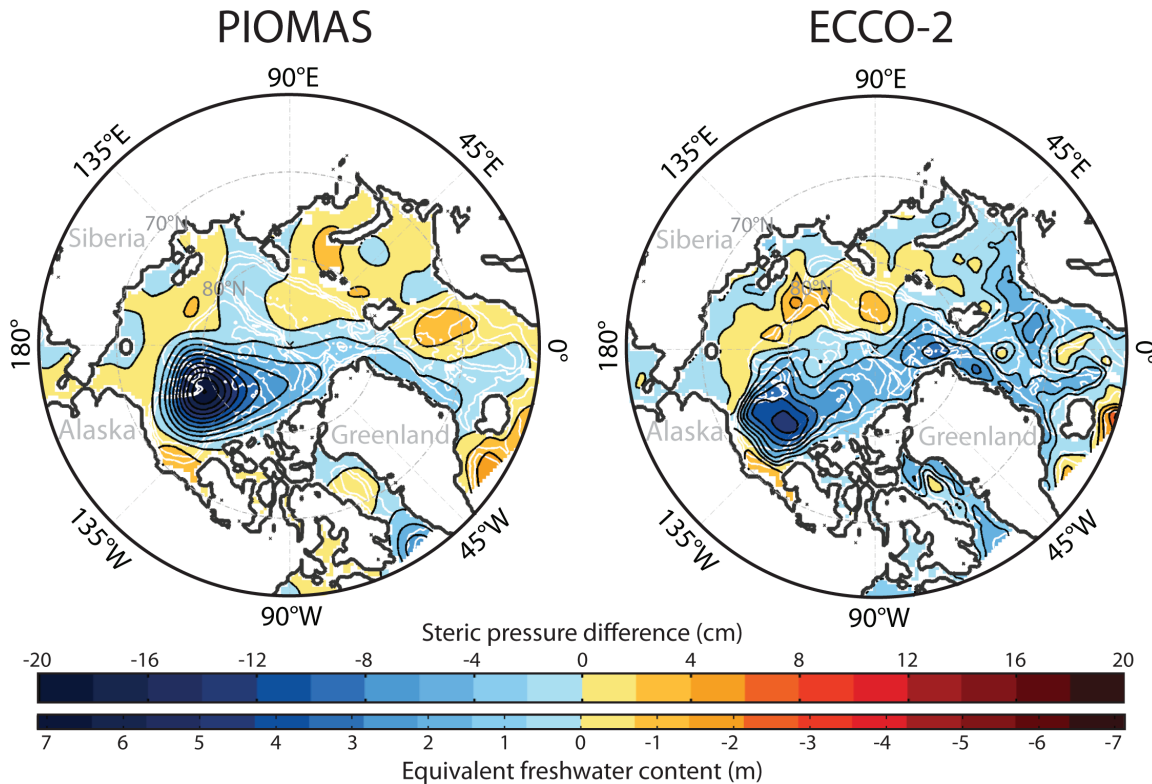 PIOMAS
ECCO-2
90°E
135°E
45°E
70°N
Siberia
80°N
180°
0°
Alaska
Greenland
135°W
45°W
90°W
90°E
135°E
45°E
70°N
Siberia
80°N
180°
0°
Alaska
Greenland
135°W
45°W
90°W
Steric pressure difference (cm)
-20 -16 -12 -8 -4 0 4 8 12 16 20
7 6 5 4 3 2 1 0 -1 -2 -3 -4 -5 -6 -7
Equivalent freshwater content (m)